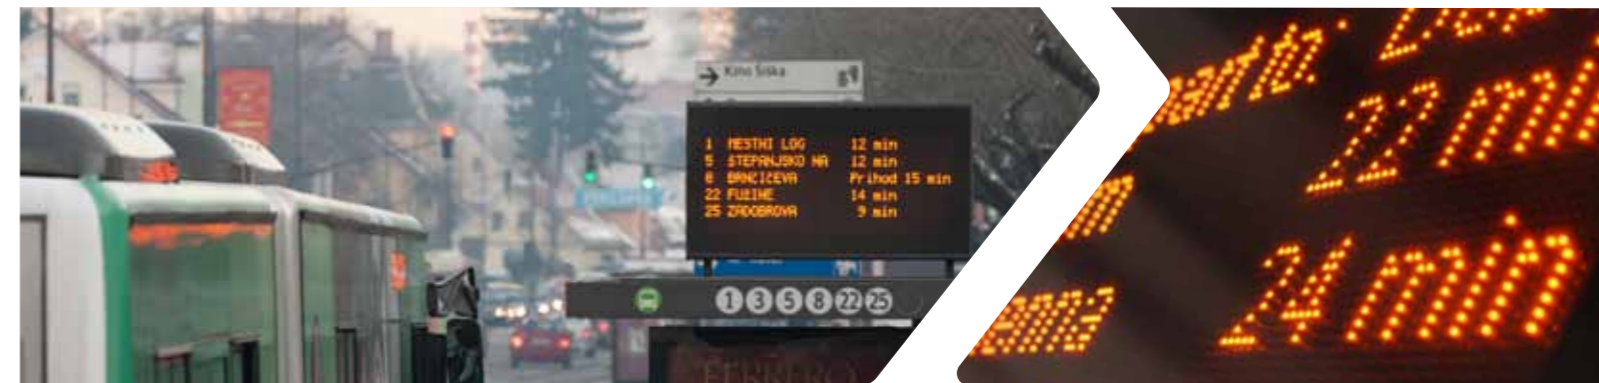 → Kino Šiška
1 MESTNI LOG 12 min
5 ŠTEPANJSKO NA 12 min
8 BRNČIČEVA Prihod 15 min
22 FUŽINE 14 min
25 ZADOBROVA 9 min
1 3 5 8 22 25
FERRERO
22 min
24 min